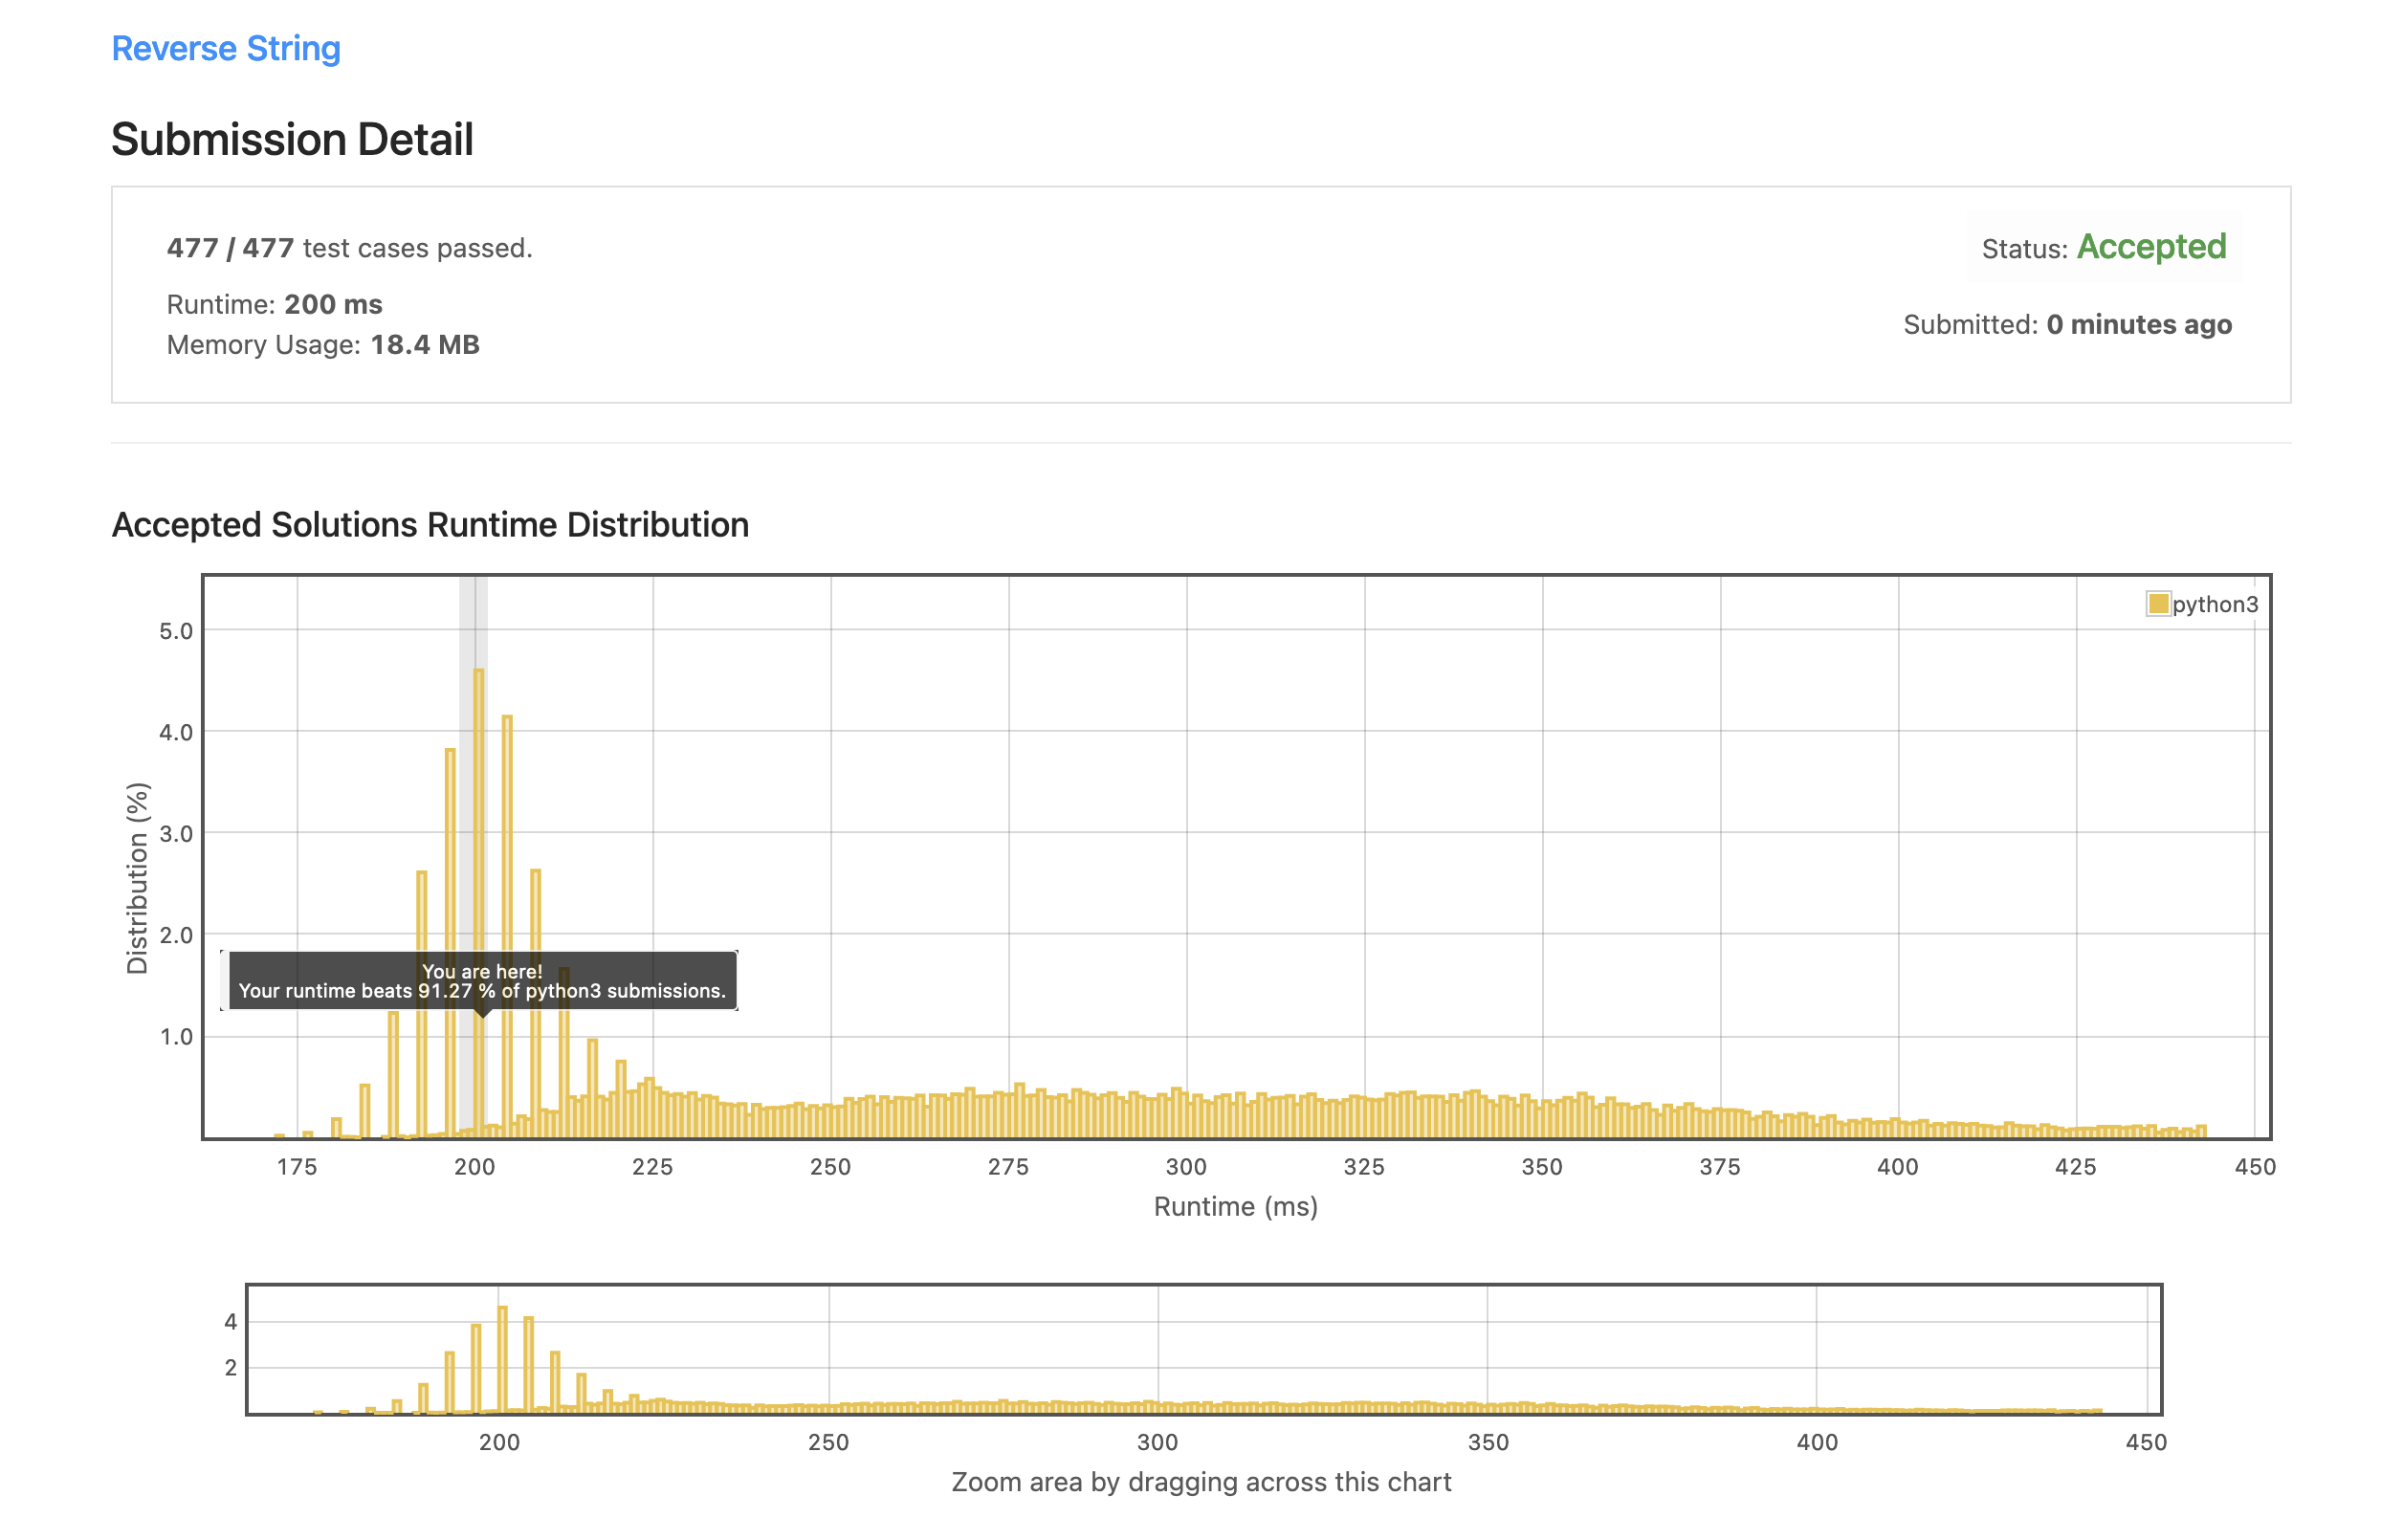 Reverse String
Submission Detail
477 / 477 test cases passed.
Status: Accepted
Runtime: 200 ms
Submitted: 0 minutes ago
Memory Usage: 18.4 MB
Accepted Solutions Runtime Distribution
python3
5.0
4.0
3.0
2.0
1.0
Distribution (%)
You are here!
Your runtime beats 91.27 % of python3 submissions.
175 200 225 250 275 300 325 350 375 400 425 450
Runtime (ms)
4
2
200 250 300 350 400 450
Zoom area by dragging across this chart